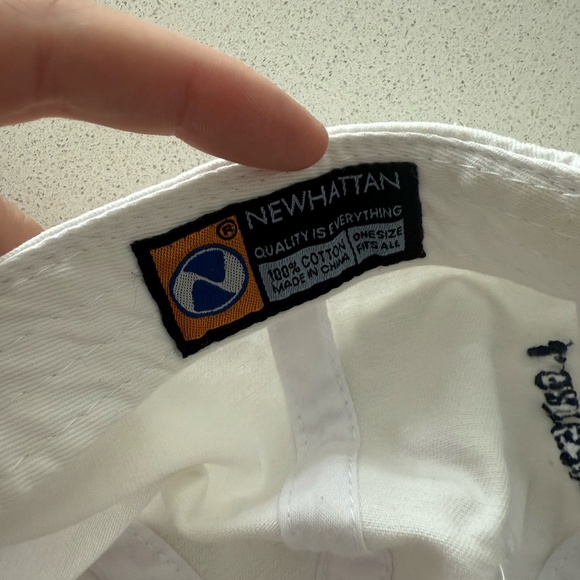 NEWHATTAN
QUALITY IS EVERYTHING
100% COTTON
MADE IN CHINA
ONE SIZE
FITS ALL
®